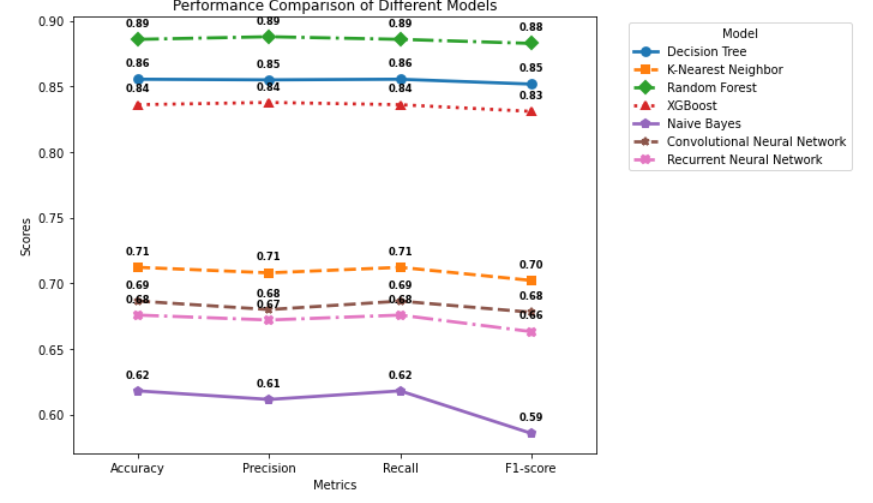 Performance Comparison of Different Models
0.90
0.85
0.80
0.75
0.70
0.65
0.60
Scores
0.89 0.89 0.89 0.88
0.86 0.85 0.86 0.85
0.84 0.84 0.84 0.83
0.71 0.71 0.71 0.70
0.69 0.68 0.69 0.68
0.68 0.67 0.68 0.66
0.62 0.61 0.62 0.59
Accuracy Precision Recall F1-score
Metrics
Model
Decision Tree
K-Nearest Neighbor
Random Forest
XGBoost
Naive Bayes
Convolutional Neural Network
Recurrent Neural Network